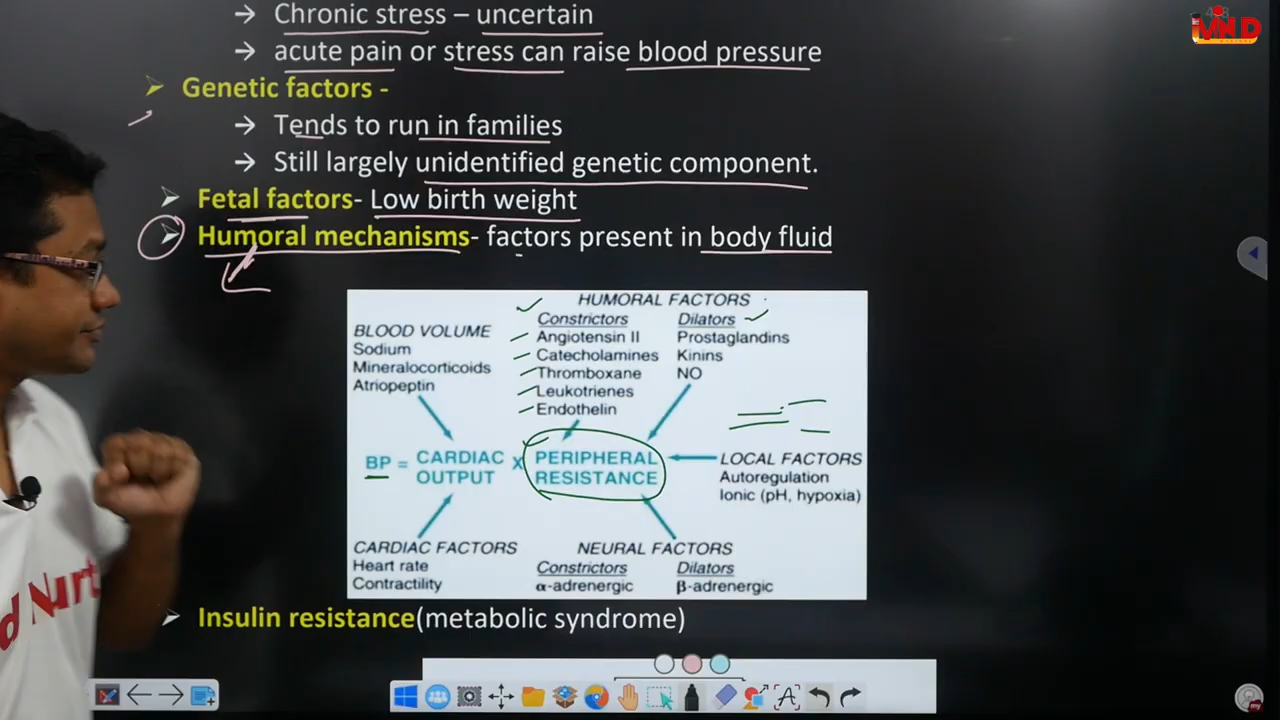 → Chronic stress – uncertain
→ acute pain or stress can raise blood pressure
Genetic factors -
→ Tends to run in families
→ Still largely unidentified genetic component.
Fetal factors- Low birth weight
Humoral mechanisms- factors present in body fluid
HUMORAL FACTORS
Constrictors
Angiotensin II
Catecholamines
Thromboxane
Leukotrienes
Endothelin
Dilators
Prostaglandins
Kinins
NO
BLOOD VOLUME
Sodium
Mineralocorticoids
Atriopeptin
BP = CARDIAC OUTPUT X PERIPHERAL RESISTANCE
LOCAL FACTORS
Autoregulation
Ionic (pH, hypoxia)
CARDIAC FACTORS
Heart rate
Contractility
NEURAL FACTORS
Constrictors
α-adrenergic
Dilators
β-adrenergic
Insulin resistance(metabolic syndrome)